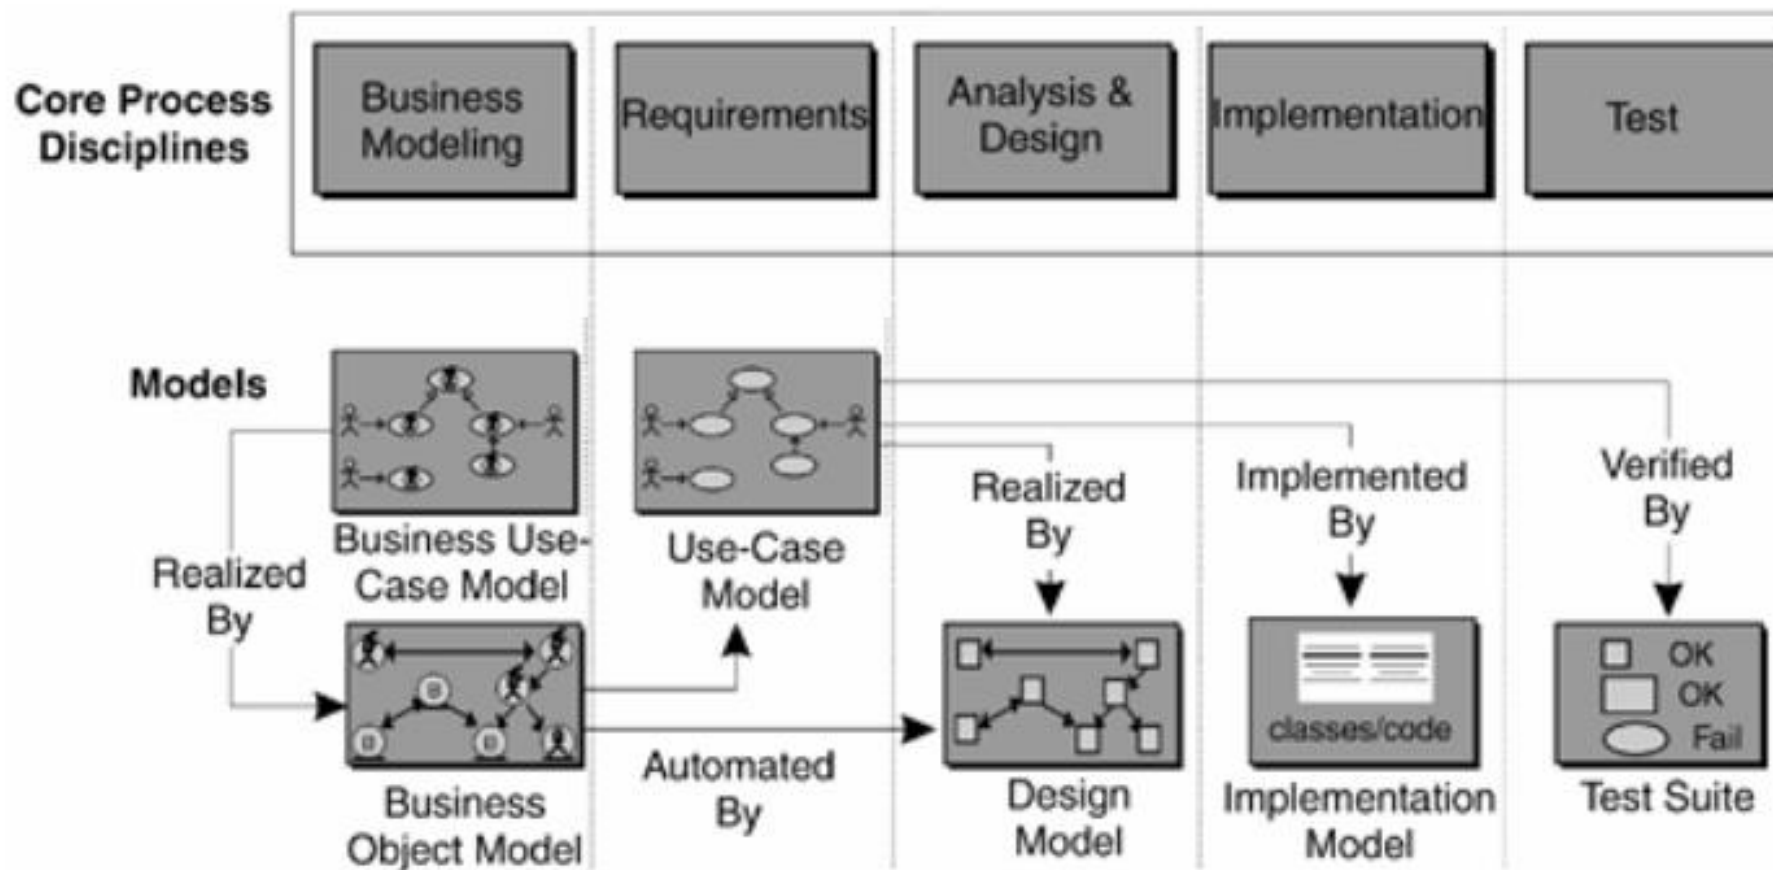 Core Process
Disciplines
Business
Modeling
Requirements
Analysis &
Design
Implementation
Test
Models
Business Use-
Case Model
Use-Case
Model
Realized
By
Realized
By
Implemented
By
Verified
By
Business
Object Model
Automated
By
Design
Model
classes/code
Implementation
Model
OK
OK
Fail
Test Suite